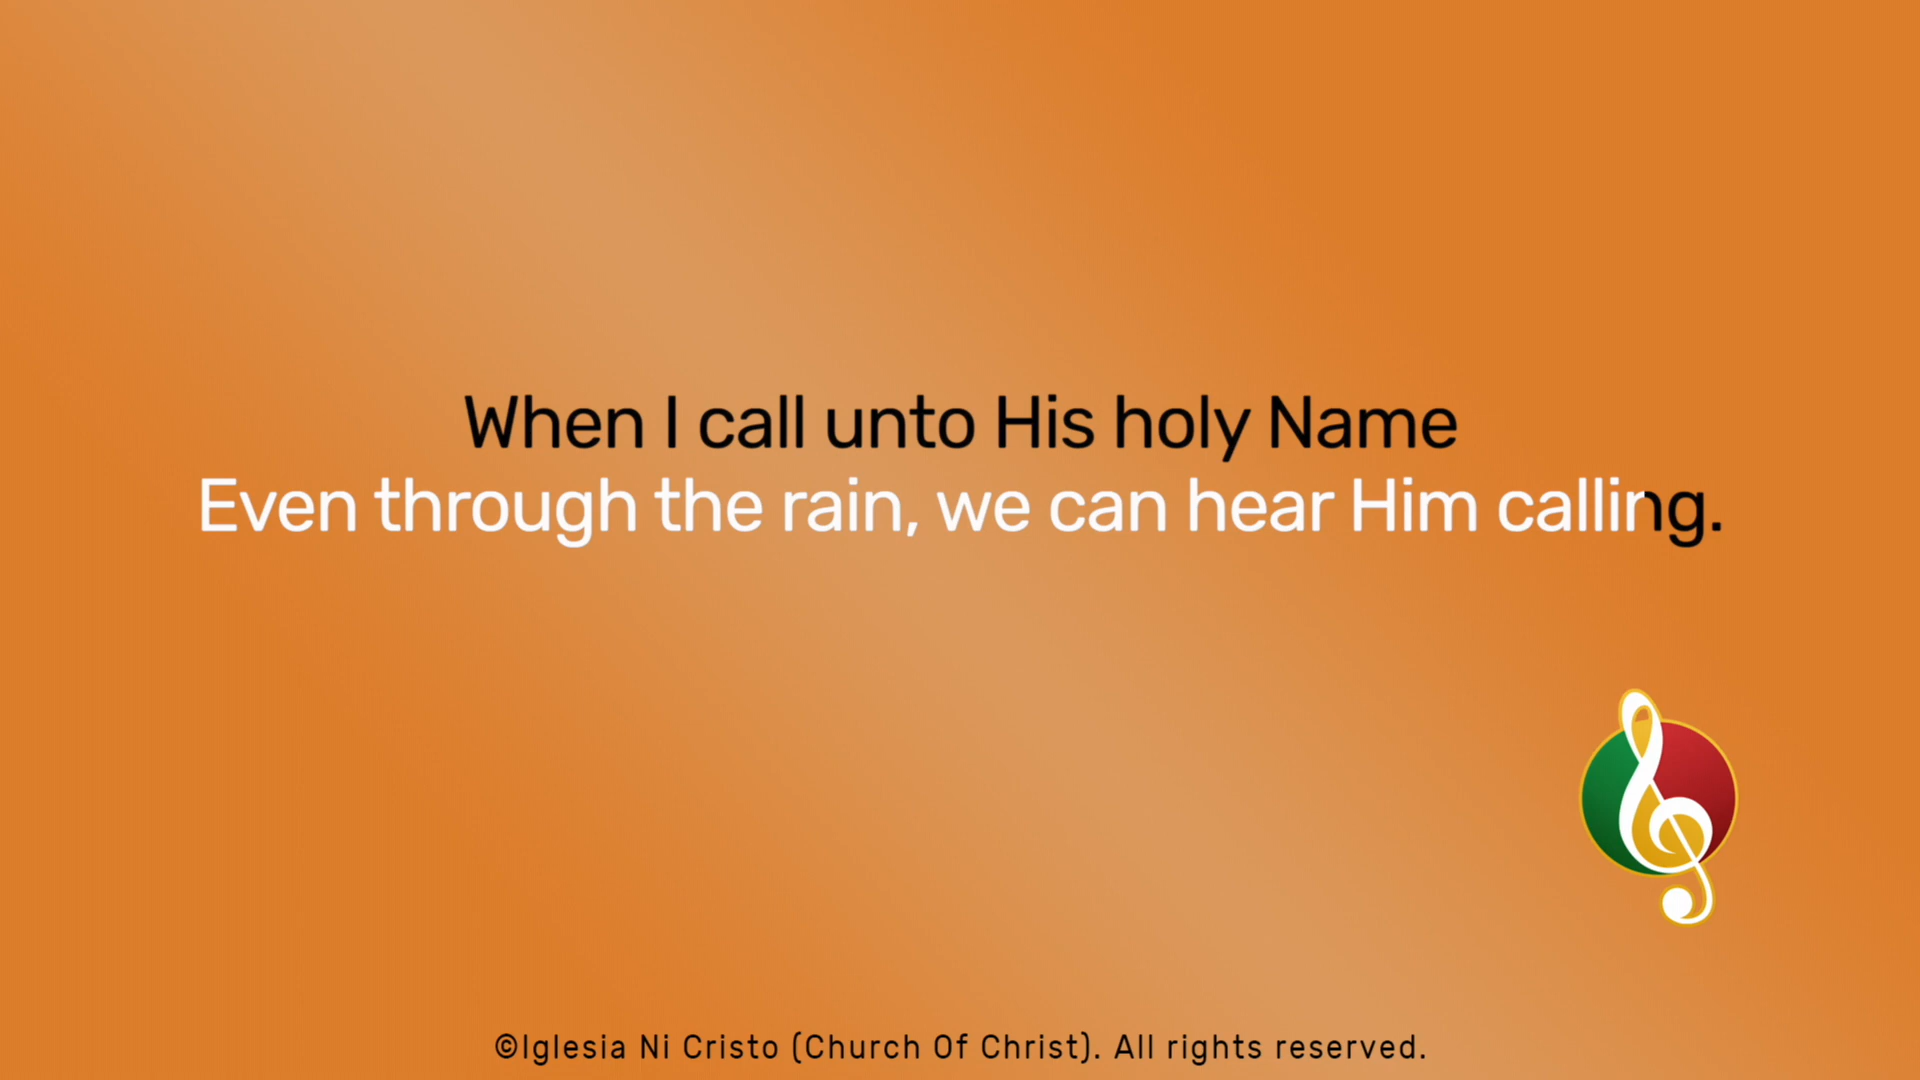 When I call unto His holy Name
Even through the rain, we can hear Him calling.
©Iglesia Ni Cristo (Church Of Christ). All rights reserved.